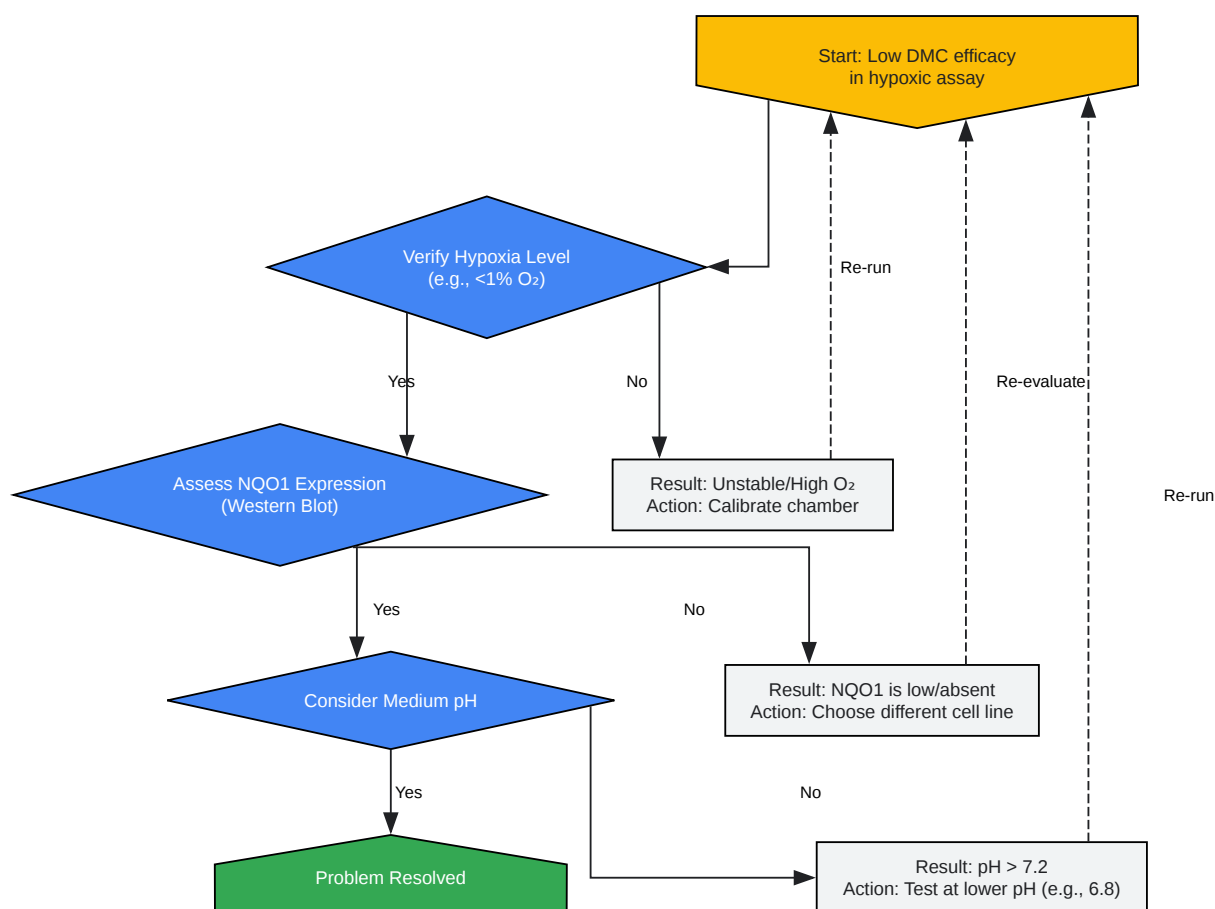 Start: Low DMC efficacy
in hypoxic assay
Verify Hypoxia Level
(e.g., <1% O₂)
Re-run
Yes
No
Re-evaluate
Assess NQO1 Expression
(Western Blot)
Result: Unstable/High O₂
Action: Calibrate chamber
Re-run
Yes
No
Consider Medium pH
Result: NQO1 is low/absent
Action: Choose different cell line
Yes
No
Problem Resolved
Result: pH > 7.2
Action: Test at lower pH (e.g., 6.8)